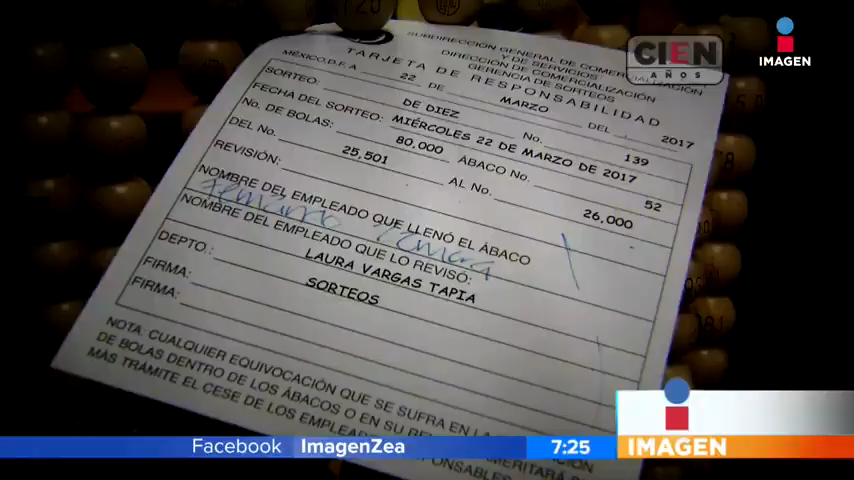 SUBDIRECCIÓN GENERAL DE COMERCIALIZACIÓN
Y DE SERVICIOS
DIRECCIÓN DE COMERCIALIZACIÓN
GERENCIA DE SORTEOS
TARJETA DE RESPONSABILIDAD
MÉXICO, D.F. A 22 DE MARZO DEL 2017
SORTEO: DE DIEZ No. 139
FECHA DEL SORTEO: MIÉRCOLES 22 DE MARZO DE 2017
No. DE BOLAS: 80,000 ÁBACO No. 52
DEL No. 25,501 AL No. 26,000
REVISIÓN:
NOMBRE DEL EMPLEADO QUE LLENÓ EL ÁBACO
Fernando
NOMBRE DEL EMPLEADO QUE LO REVISÓ:
LAURA VARGAS TAPIA
DEPTO.: SORTEOS
FIRMA:
FIRMA:
NOTA: CUALQUIER EQUIVOCACIÓN QUE SE SUFRA EN LA
DE BOLAS DENTRO DE LOS ÁBACOS O EN SU
MÁS TRÁMITE EL CESE DE LOS
CIEN
AÑOS
IMAGEN
Facebook ImagenZea 7:25 IMAGEN